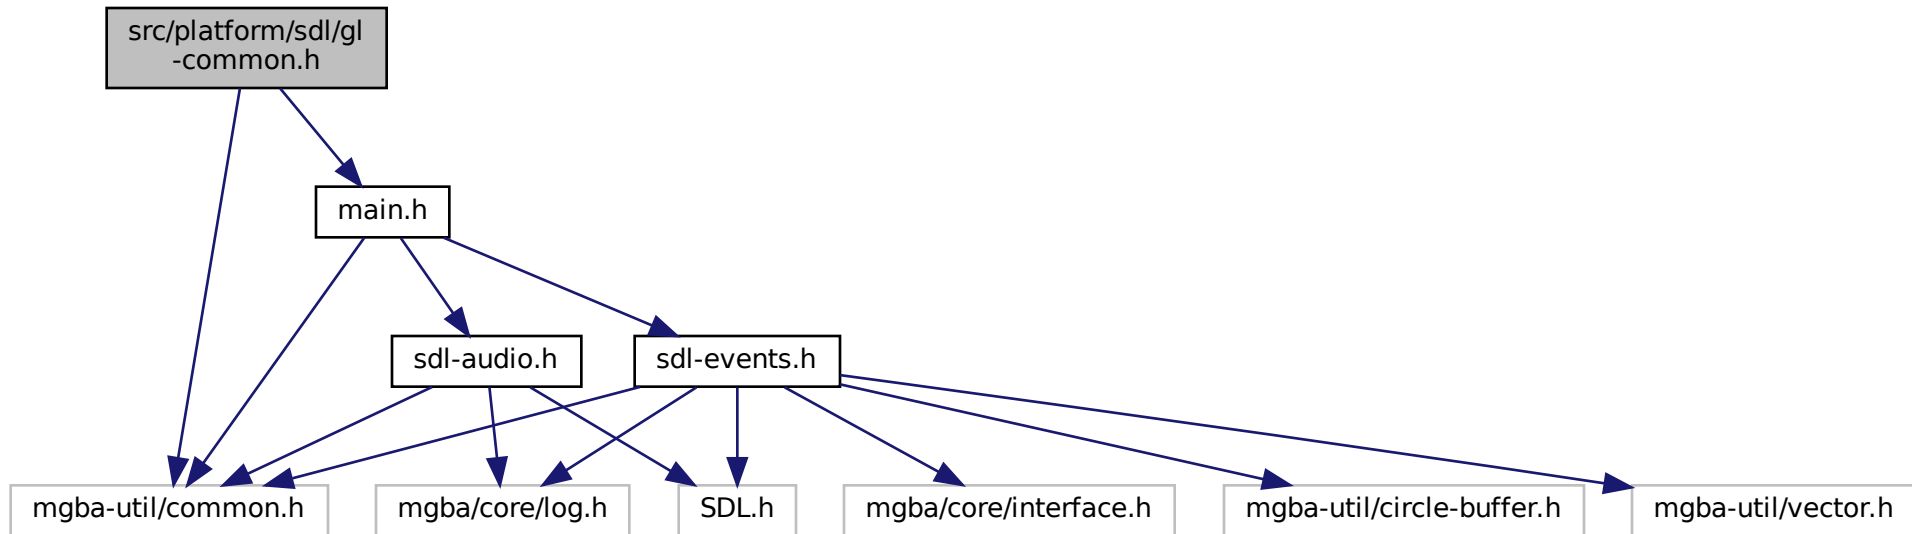 src/platform/sdl/gl
-common.h
main.h
sdl-audio.h
sdl-events.h
mgba-util/common.h
mgba/core/log.h
SDL.h
mgba/core/interface.h
mgba-util/circle-buffer.h
mgba-util/vector.h